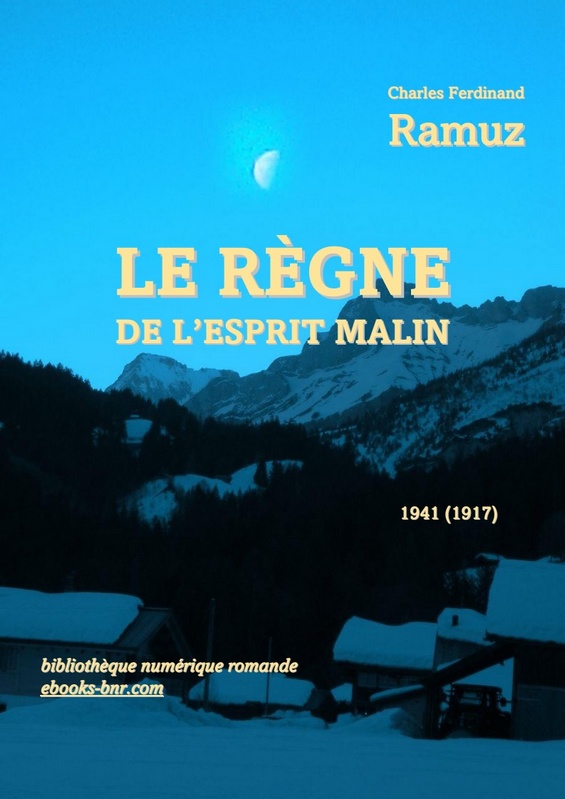 Charles Ferdinand
Ramuz
LE RÈGNE
DE L’ESPRIT MALIN
1941 (1917)
bibliothèque numérique romande
ebooks-bnr.com